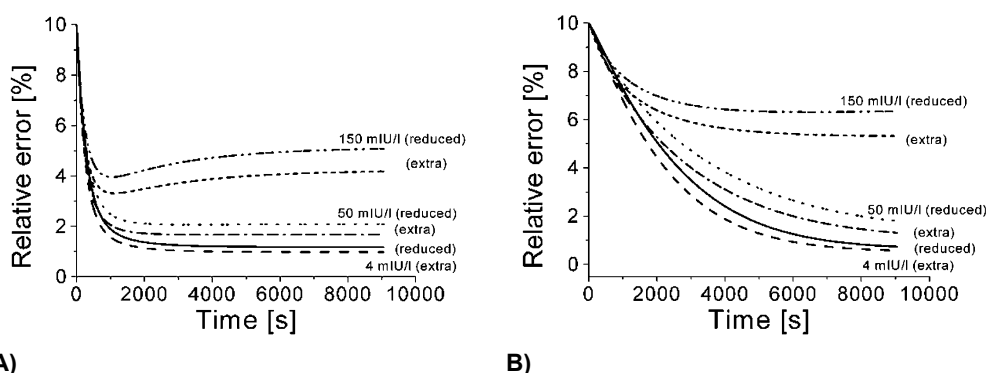 10
8
6
4
2
0
Relative error [%]
150 mIU/l (reduced)
(extra)
50 mIU/l (reduced)
(extra)
(reduced)
4 mIU/l (extra)
0 2000 4000 6000 8000 10000
Time [s]
A)
10
8
6
4
2
0
Relative error [%]
150 mIU/l (reduced)
(extra)
50 mIU/l (reduced)
(extra)
(reduced)
4 mIU/l (extra)
0 2000 4000 6000 8000 10000
Time [s]
B)